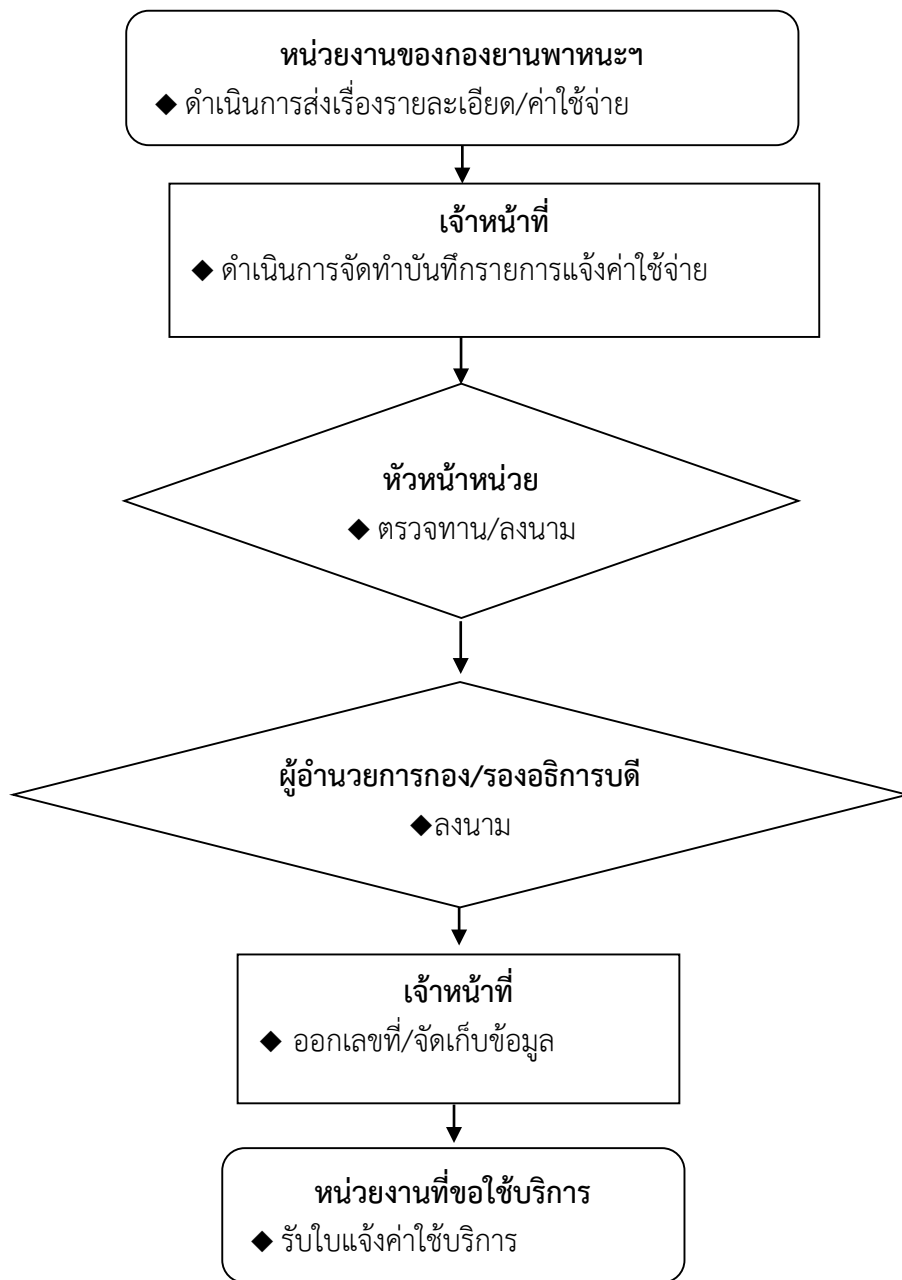 หน่วยงานของกองยานพาหนะฯ
◆ ดำเนินการส่งเรื่องรายละเอียด/ค่าใช้จ่าย
เจ้าหน้าที่
◆ ดำเนินการจัดทำบันทึกรายการแจ้งค่าใช้จ่าย
หัวหน้าหน่วย
◆ ตรวจทาน/ลงนาม
ผู้อำนวยการกอง/รองอธิการบดี
◆ลงนาม
เจ้าหน้าที่
◆ ออกเลขที่/จัดเก็บข้อมูล
หน่วยงานที่ขอใช้บริการ
◆ รับใบแจ้งค่าใช้บริการ